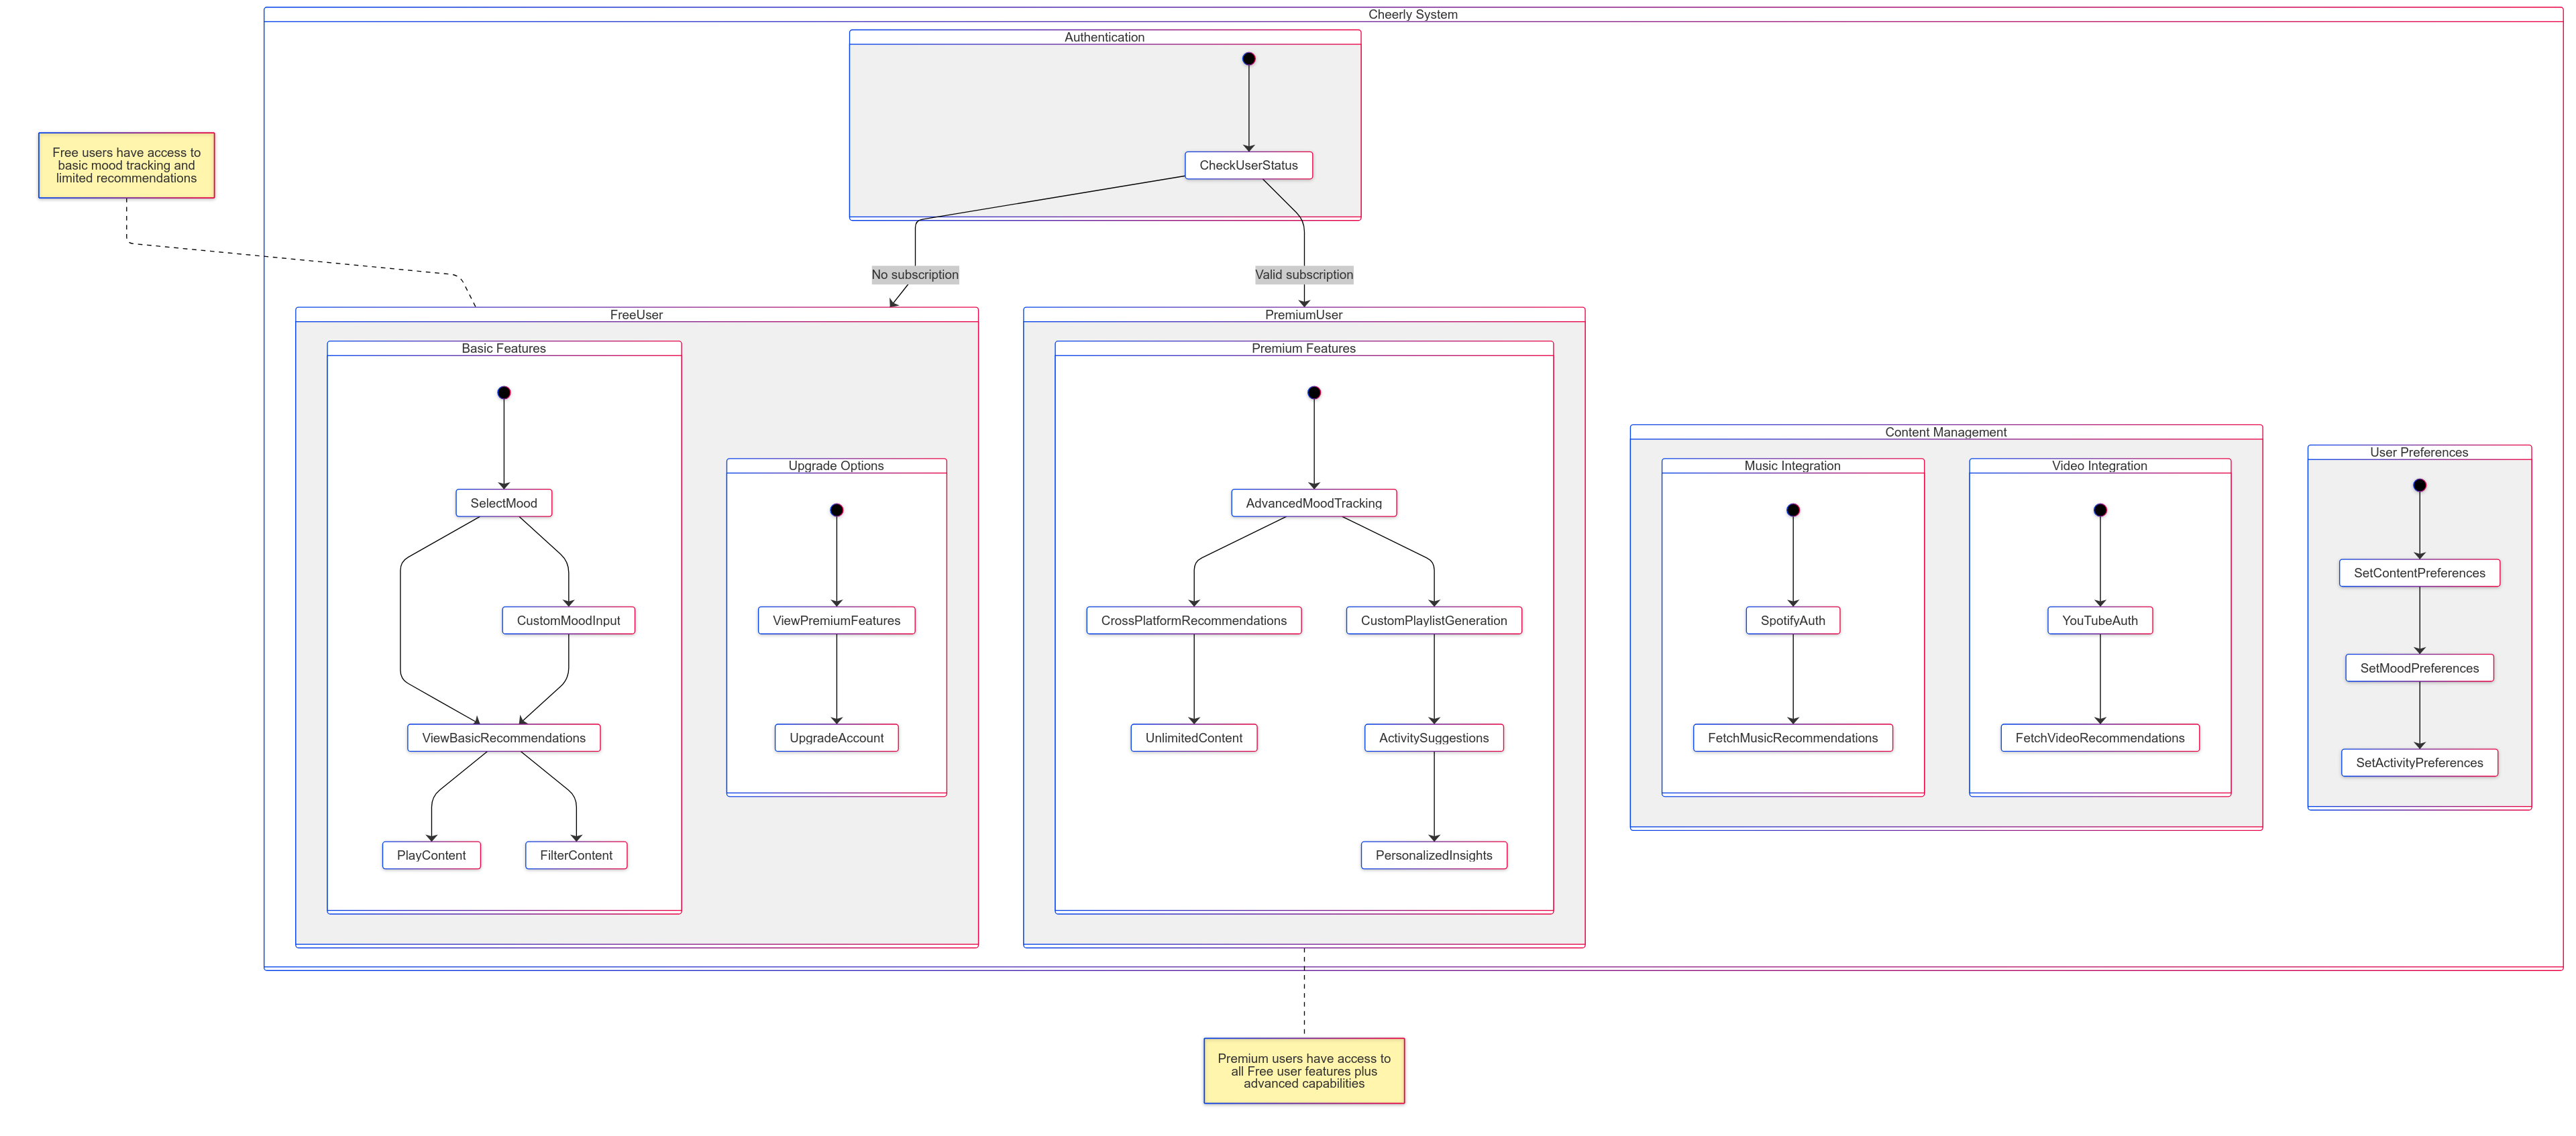 Cheerly System
Authentication
CheckUserStatus
Free users have access to
basic mood tracking and
limited recommendations
No subscription
Valid subscription
FreeUser
Basic Features
SelectMood
CustomMoodInput
ViewBasicRecommendations
PlayContent
FilterContent
Upgrade Options
ViewPremiumFeatures
UpgradeAccount
PremiumUser
Premium Features
AdvancedMoodTracking
CrossPlatformRecommendations
CustomPlaylistGeneration
UnlimitedContent
ActivitySuggestions
PersonalizedInsights
Content Management
Music Integration
SpotifyAuth
FetchMusicRecommendations
Video Integration
YouTubeAuth
FetchVideoRecommendations
User Preferences
SetContentPreferences
SetMoodPreferences
SetActivityPreferences
Premium users have access to
all Free user features plus
advanced capabilities